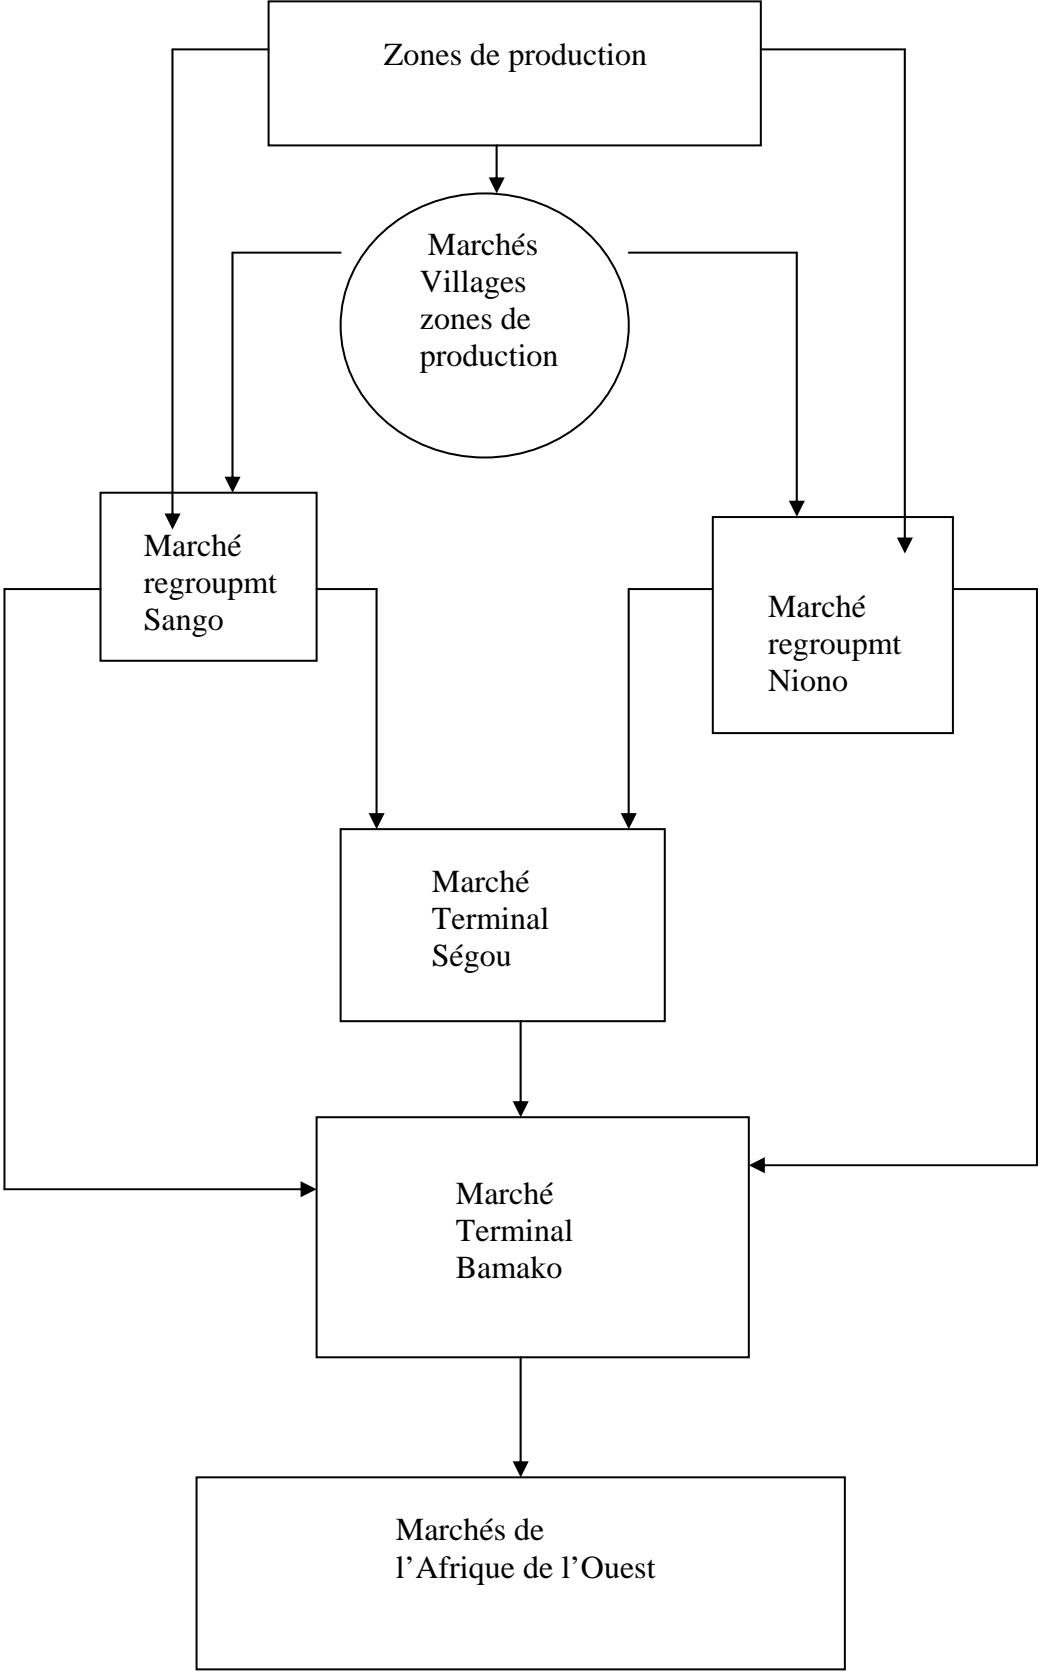 Zones de production
Marchés
Villages
zones de
production
Marché
regroupmt
Sango
Marché
regroupmt
Niono
Marché
Terminal
Ségou
Marché
Terminal
Bamako
Marchés de
l’Afrique de l’Ouest